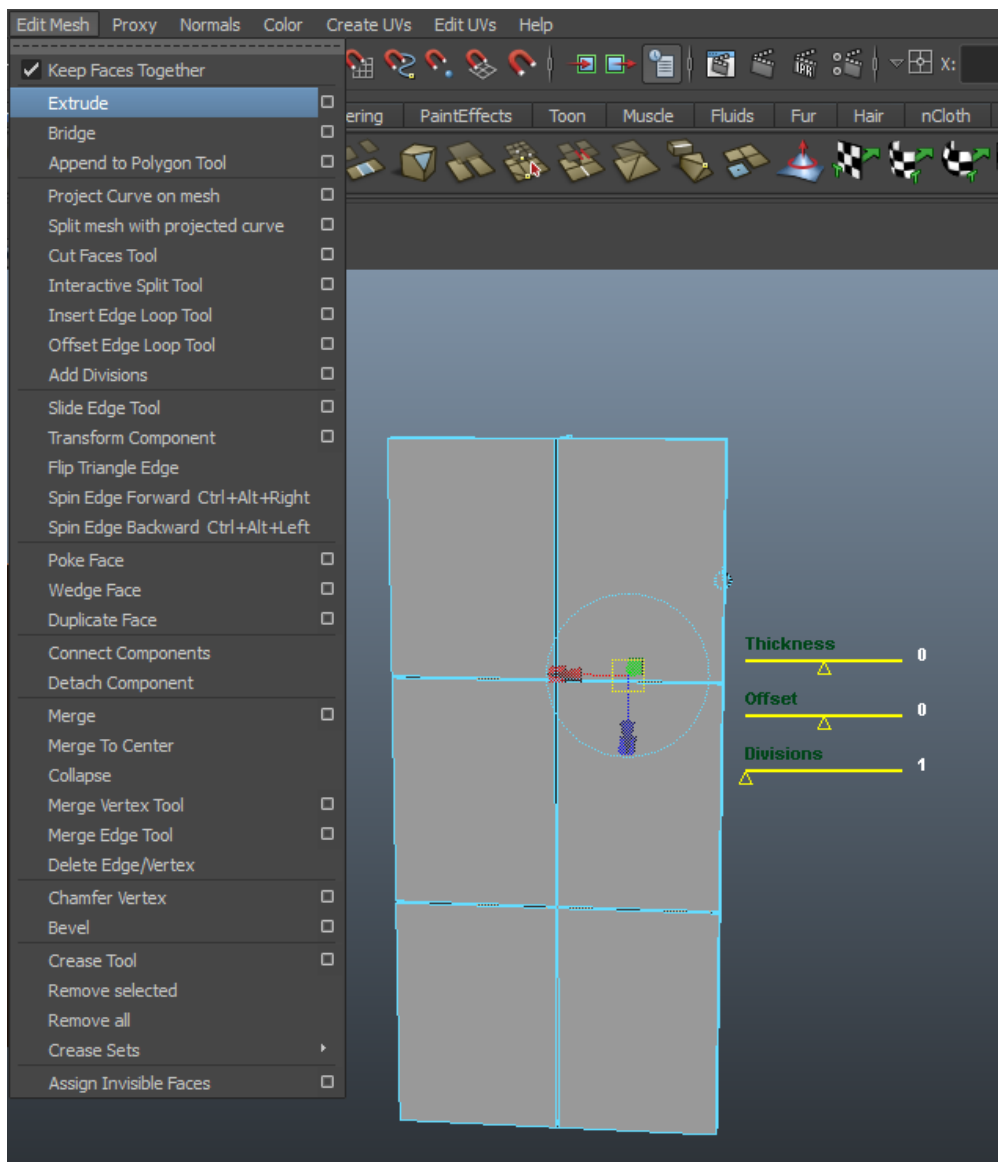 Edit Mesh Proxy Normals Color Create UVs Edit UVs Help
Keep Faces Together
IPR X:
Extrude
PaintEffects Toon Muscle Fluids Fur Hair nCloth
Bridge
Append to Polygon Tool
Project Curve on mesh
Split mesh with projected curve
Cut Faces Tool
Interactive Split Tool
Insert Edge Loop Tool
Offset Edge Loop Tool
Add Divisions
Slide Edge Tool
Transform Component
Flip Triangle Edge
Spin Edge Forward Ctrl+Alt+Right
Spin Edge Backward Ctrl+Alt+Left
Poke Face
Wedge Face
Duplicate Face
Connect Components
Detach Component
Merge
Merge To Center
Collapse
Merge Vertex Tool
Merge Edge Tool
Delete Edge/Vertex
Chamfer Vertex
Bevel
Crease Tool
Remove selected
Remove all
Crease Sets
Assign Invisible Faces
Thickness 0
Offset 0
Divisions 1